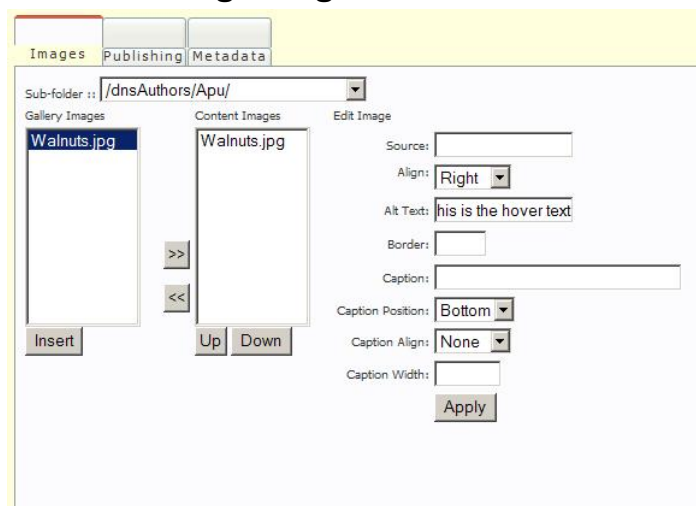 Images Publishing Metadata
Sub-folder :: /dnsAuthors/Apu/
Gallery Images Content Images Edit Image
Walnuts.jpg Walnuts.jpg
Source:
Align: Right
Alt Text: his is the hover text
Border:
>>
Caption:
<<
Caption Position: Bottom
Insert Up Down Caption Align: None
Caption Width:
Apply